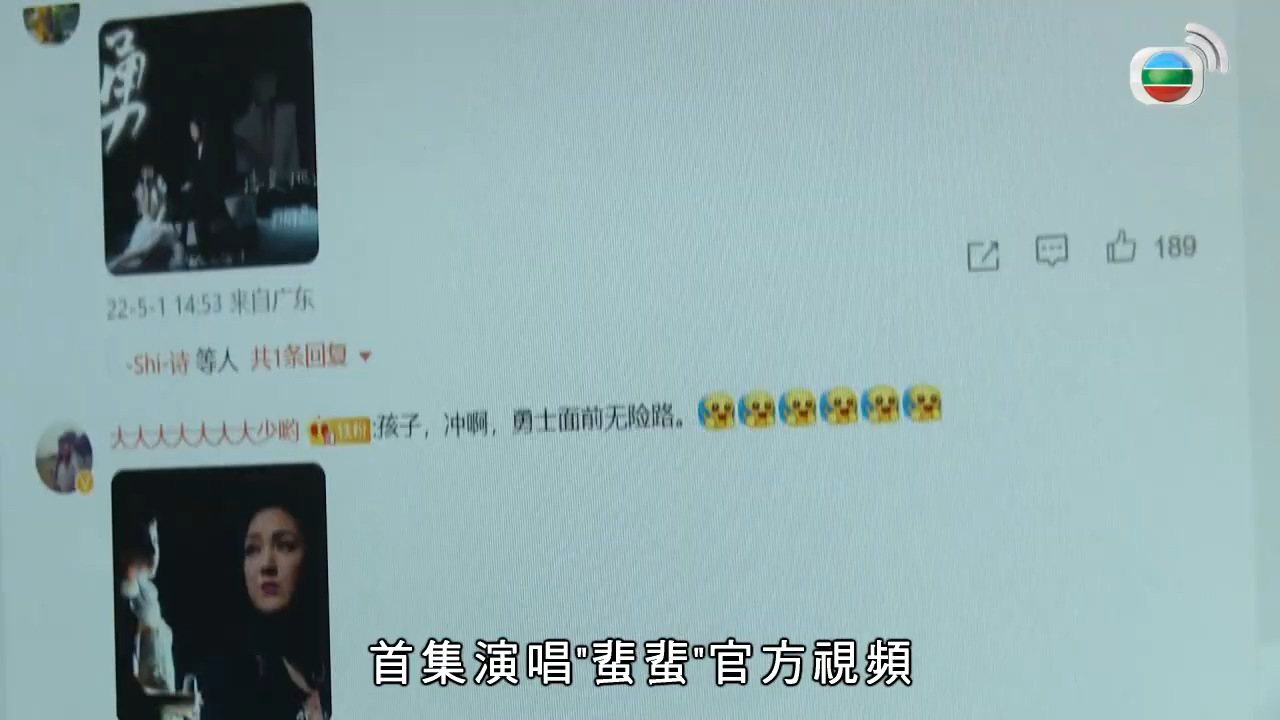 勇
189
22-5-1 14:53 来自广东
-Shi-诗 等人 共1条回复
大大大大大大大少哟 铁粉 :孩子，冲啊，勇士面前无险路。
首集演唱"蜚蜚"官方視頻